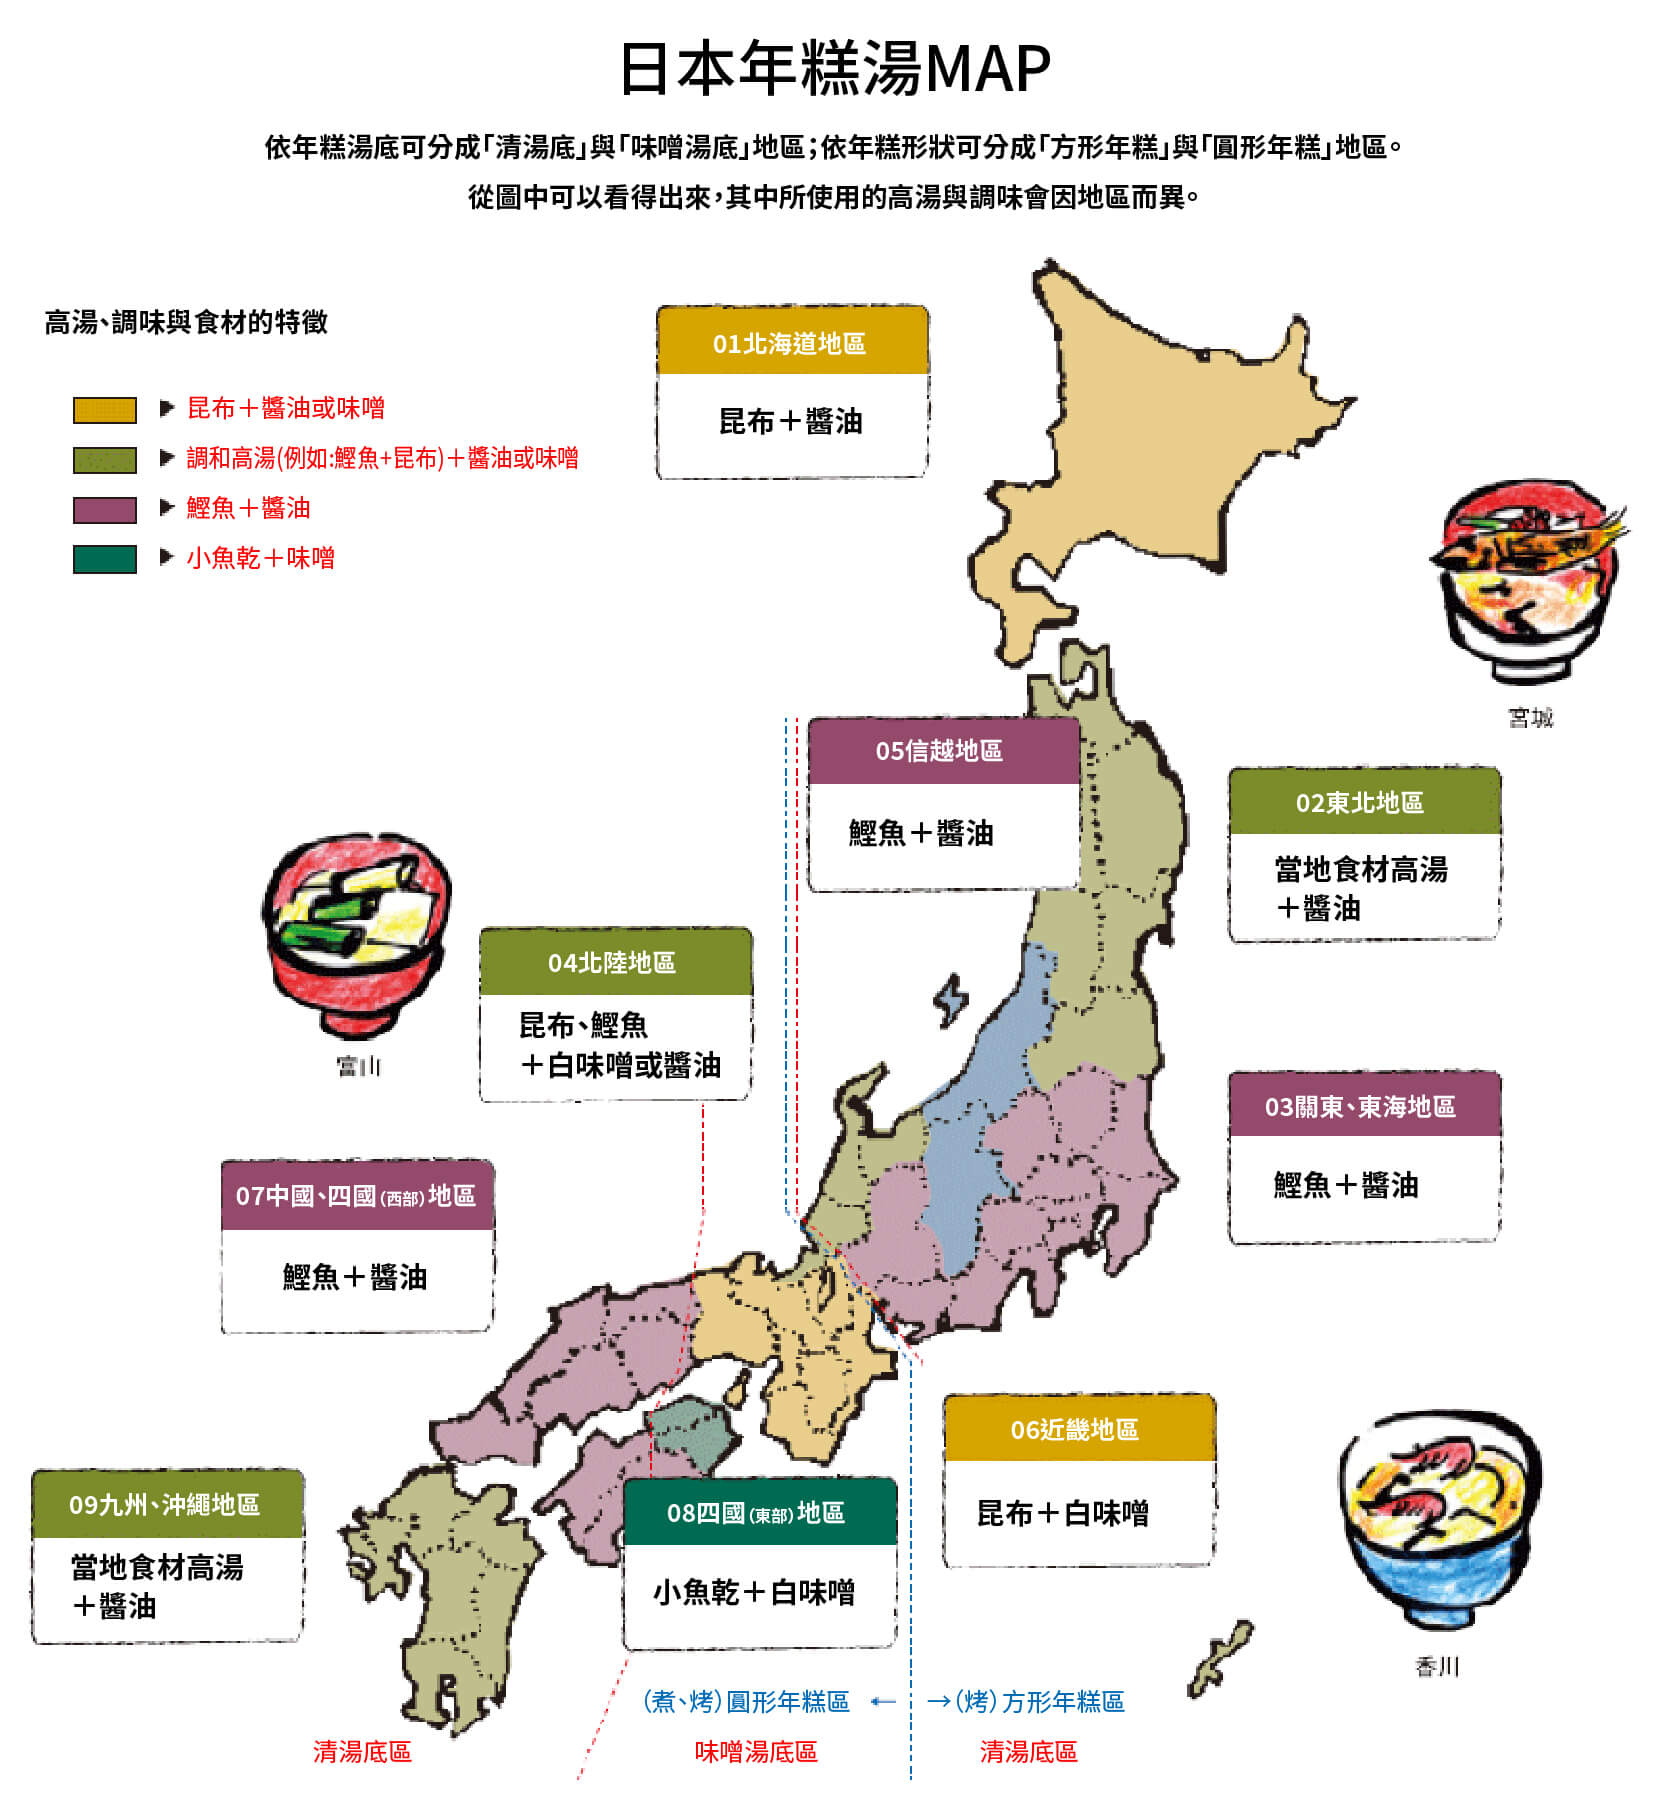 日本年糕湯MAP
依年糕湯底可分成「清湯底」與「味噌湯底」地區；依年糕形狀可分成「方形年糕」與「圓形年糕」地區。
從圖中可以看得出來，其中所使用的高湯與調味會因地區而異。
高湯、調味與食材的特徵
昆布＋醬油或味噌
調和高湯(例如:鰹魚+昆布)＋醬油或味噌
鰹魚＋醬油
小魚乾＋味噌
01北海道地區
昆布＋醬油
宮城
05信越地區
鰹魚＋醬油
02東北地區
當地食材高湯
＋醬油
富山
04北陸地區
昆布、鰹魚
＋白味噌或醬油
03關東、東海地區
鰹魚＋醬油
07中國、四國（西部）地區
鰹魚＋醬油
06近畿地區
昆布＋白味噌
09九州、沖繩地區
當地食材高湯
＋醬油
08四國（東部）地區
小魚乾＋白味噌
香川
（煮、烤）圓形年糕區 ← →（烤）方形年糕區
清湯底區 味噌湯底區 清湯底區